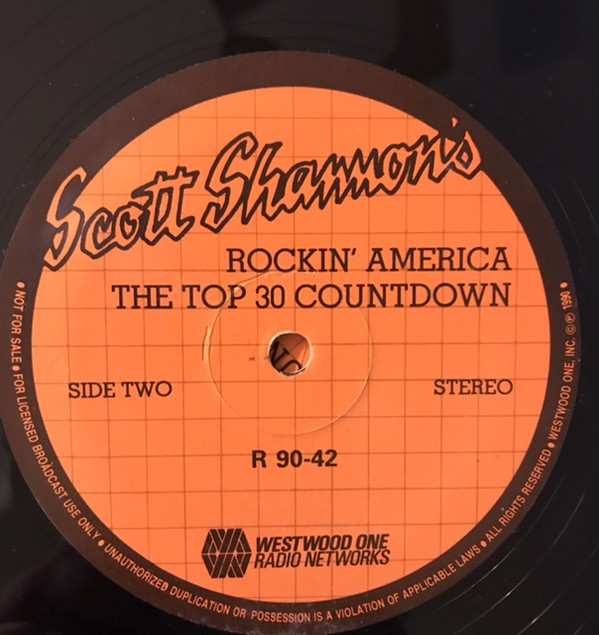 Scott Shannon's
ROCKIN' AMERICA
THE TOP 30 COUNTDOWN
SIDE TWO
STEREO
R 90-42
WESTWOOD ONE
RADIO NETWORKS
• NOT FOR SALE • FOR LICENSED BROADCAST USE ONLY • UNAUTHORIZED DUPLICATION OR POSSESSION IS A VIOLATION OF APPLICABLE LAWS • ALL RIGHTS RESERVED • WESTWOOD ONE, INC. © ℗ 1990 •